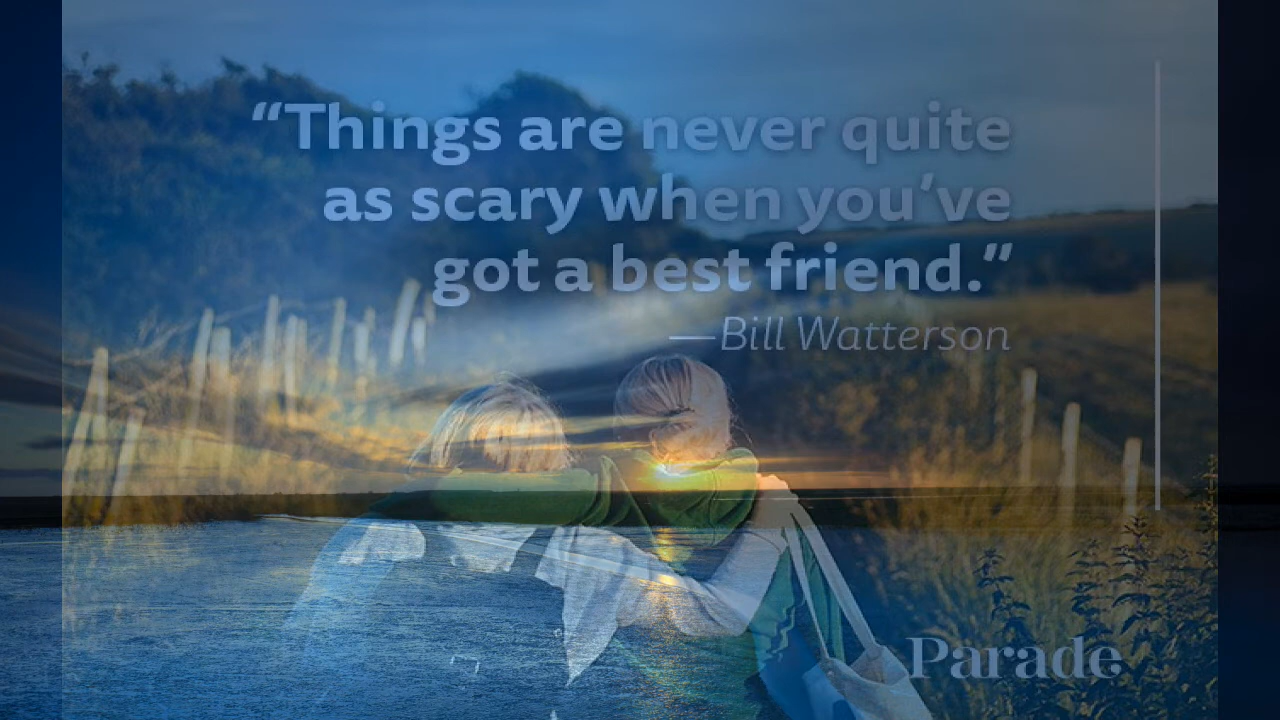 “Things are never quite
as scary when you’ve
got a best friend.”
—Bill Watterson
Parade